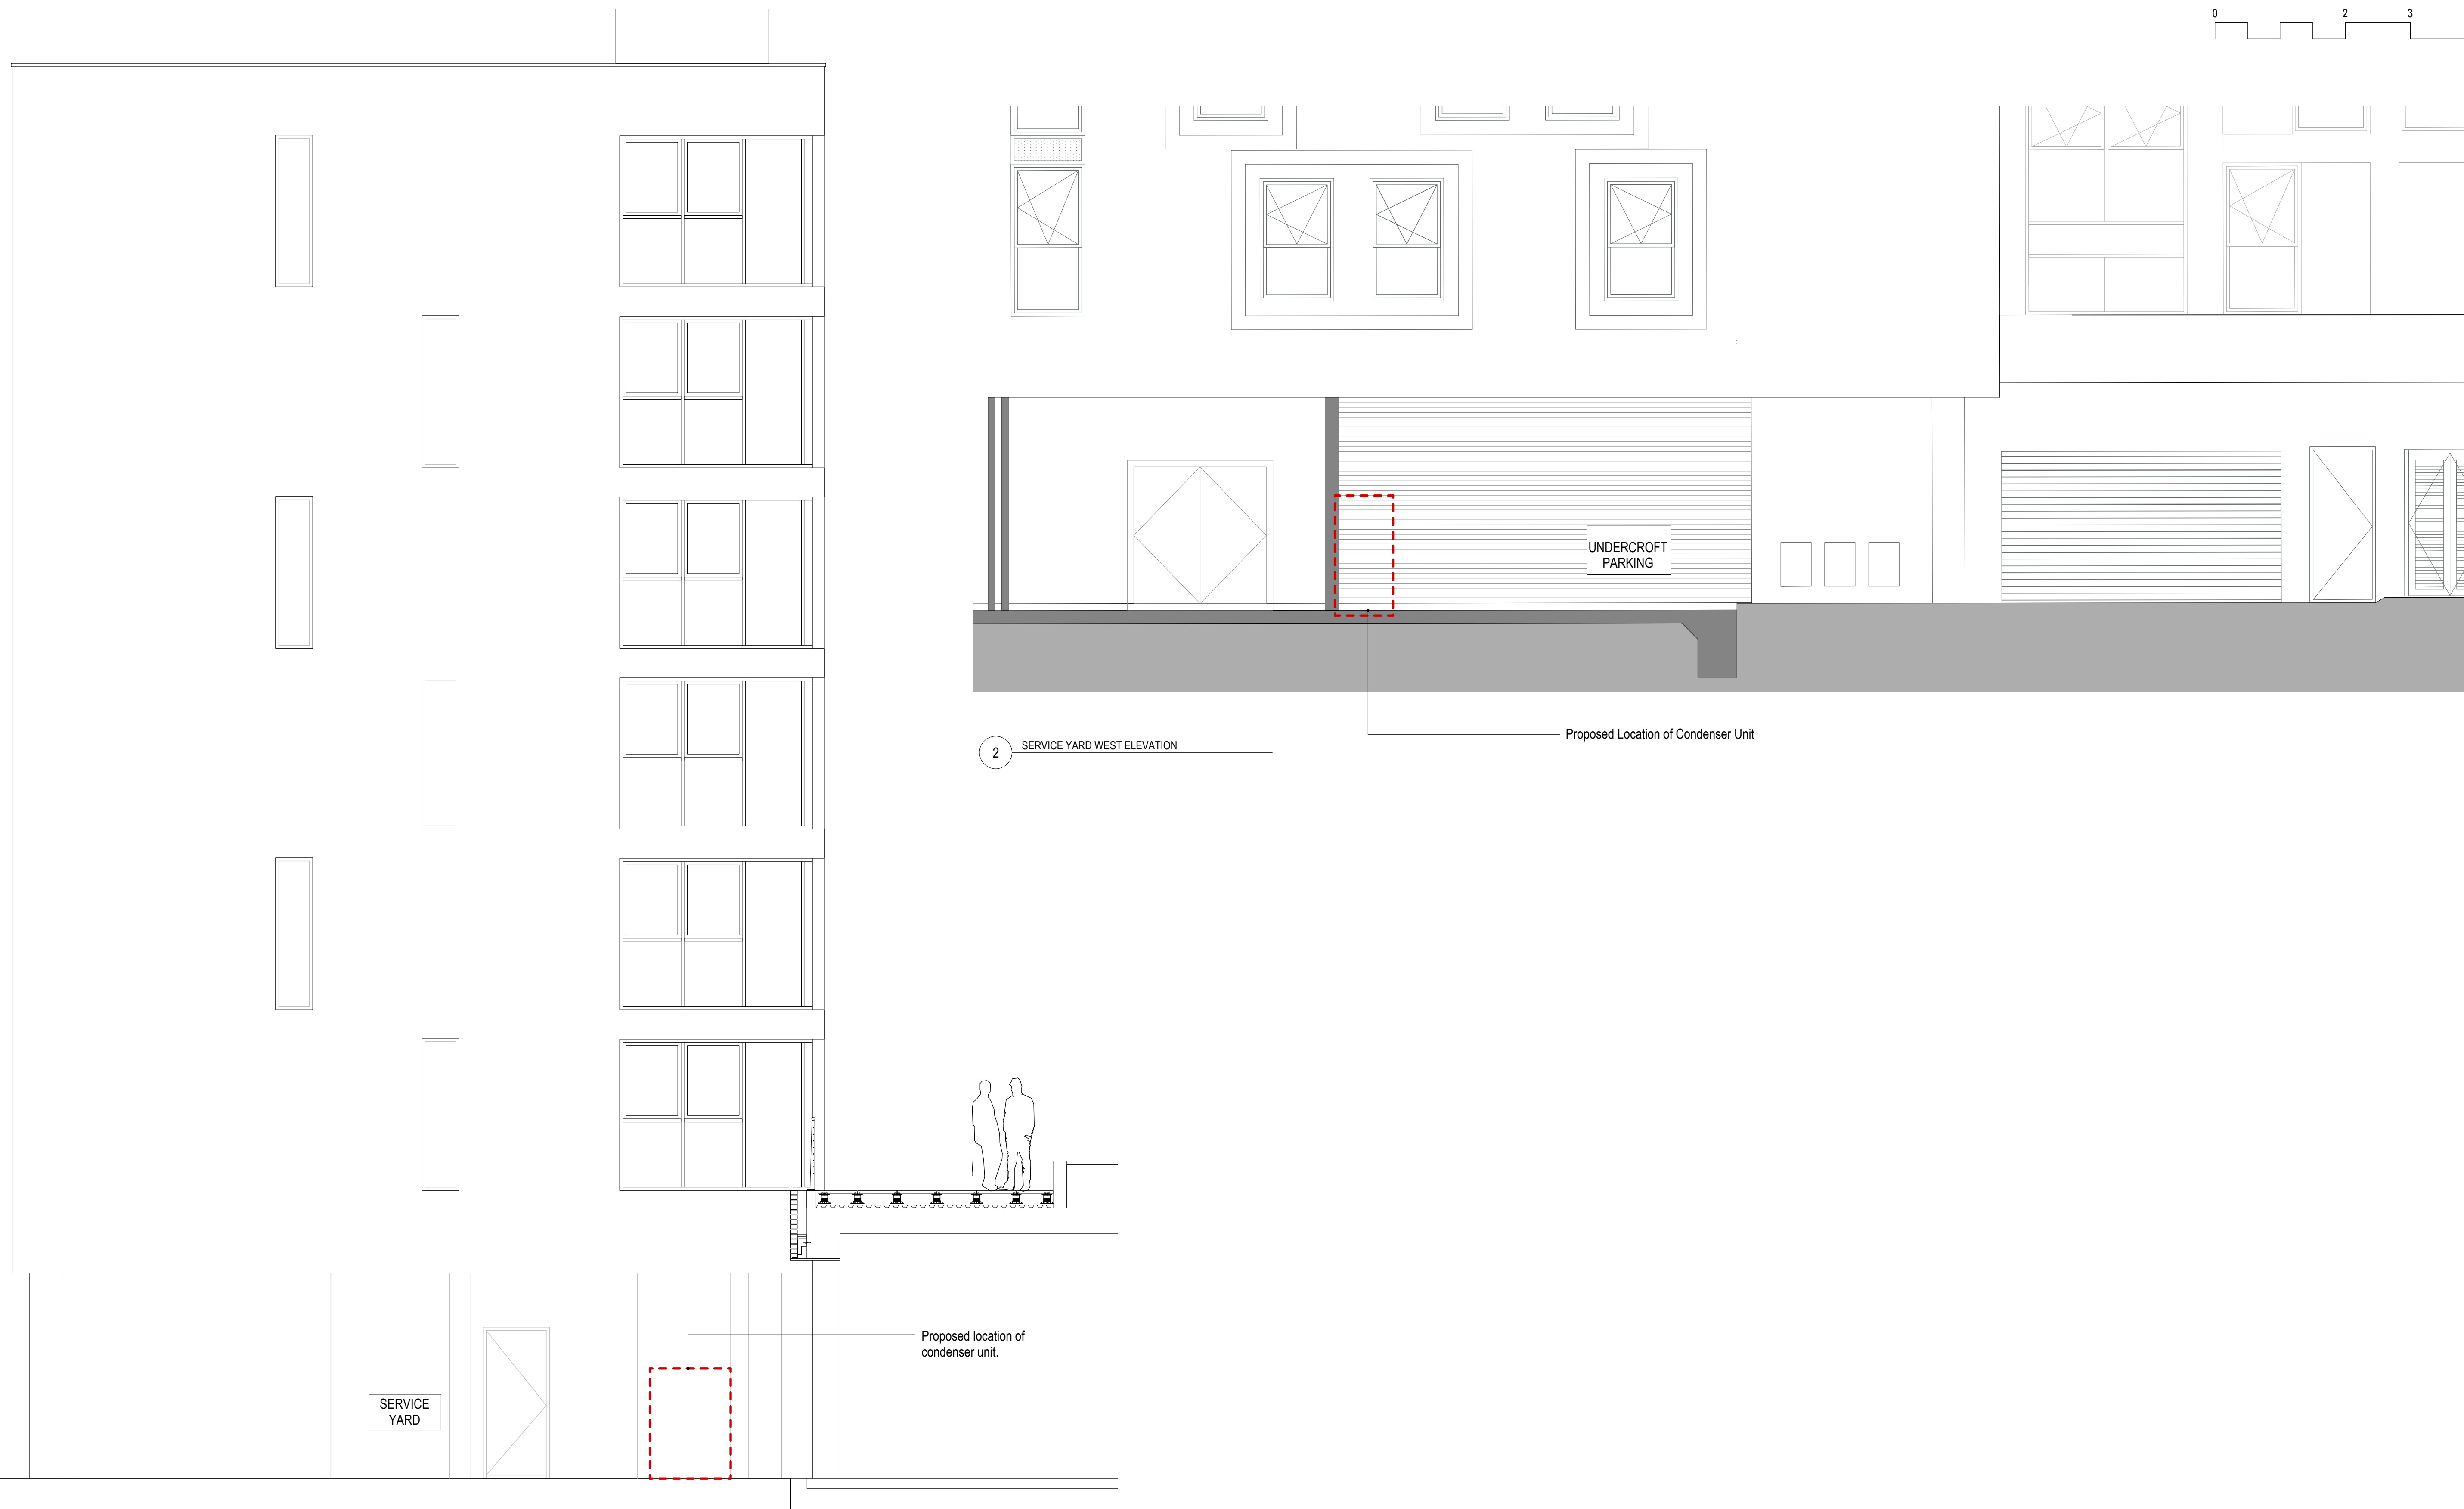 0 2 3
UNDERCROFT
PARKING
Proposed Location of Condenser Unit
2 SERVICE YARD WEST ELEVATION
Proposed location of
condenser unit.
SERVICE
YARD